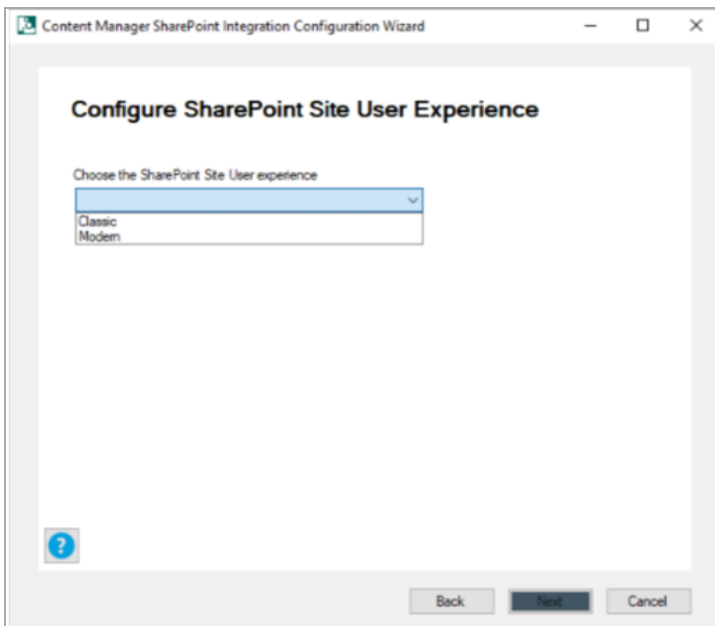 Content Manager SharePoint Integration Configuration Wizard
Configure SharePoint Site User Experience
Choose the SharePoint Site User experience
Classic
Modern
?
Back
Next
Cancel